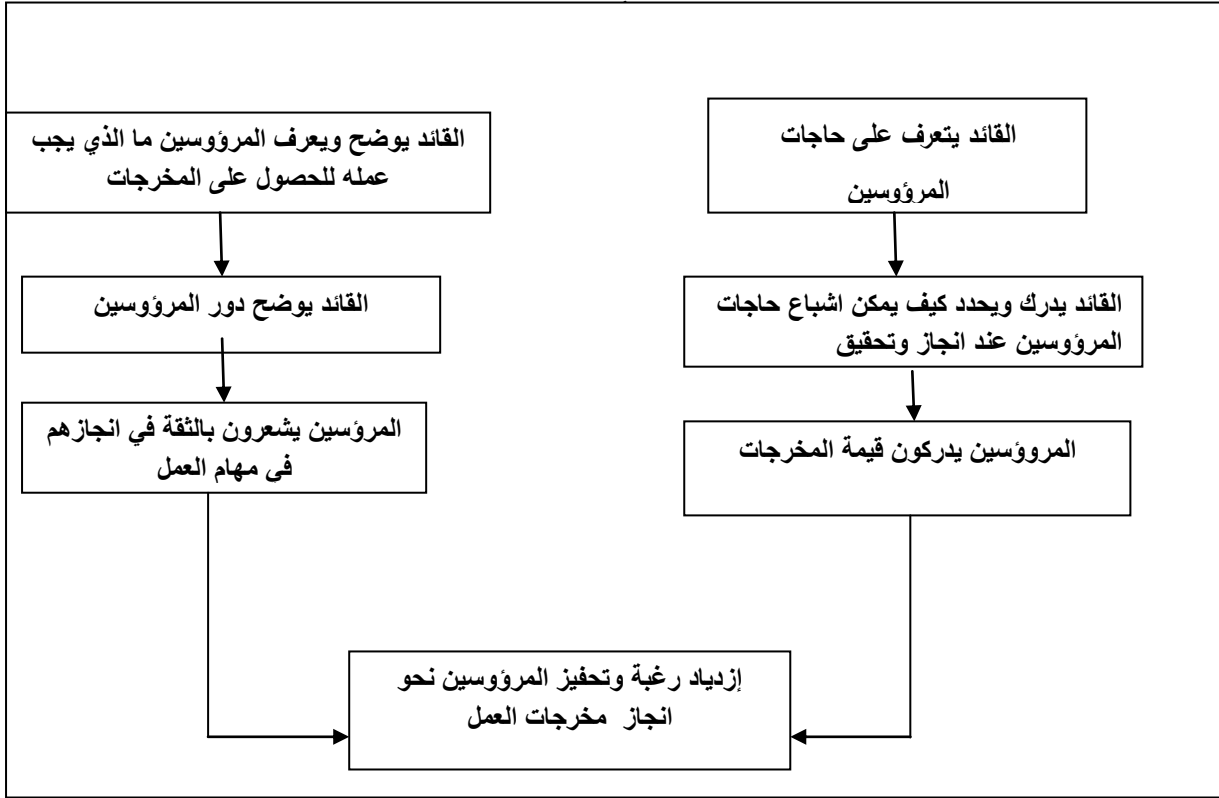 القائد يتعرف على حاجات
المرؤوسين
القائد يدرك ويحدد كيف يمكن اشباع حاجات
المرؤوسين عند انجاز وتحقيق
المرووؤسين يدركون قيمة المخرجات
القائد يوضح ويعرف المرؤوسين ما الذي يجب
عمله للحصول على المخرجات
القائد يوضح دور المرؤوسين
المرؤسين يشعرون بالثقة في انجازهم
في مهام العمل
إزدياد رغبة وتحفيز المرؤوسين نحو
انجاز مخرجات العمل